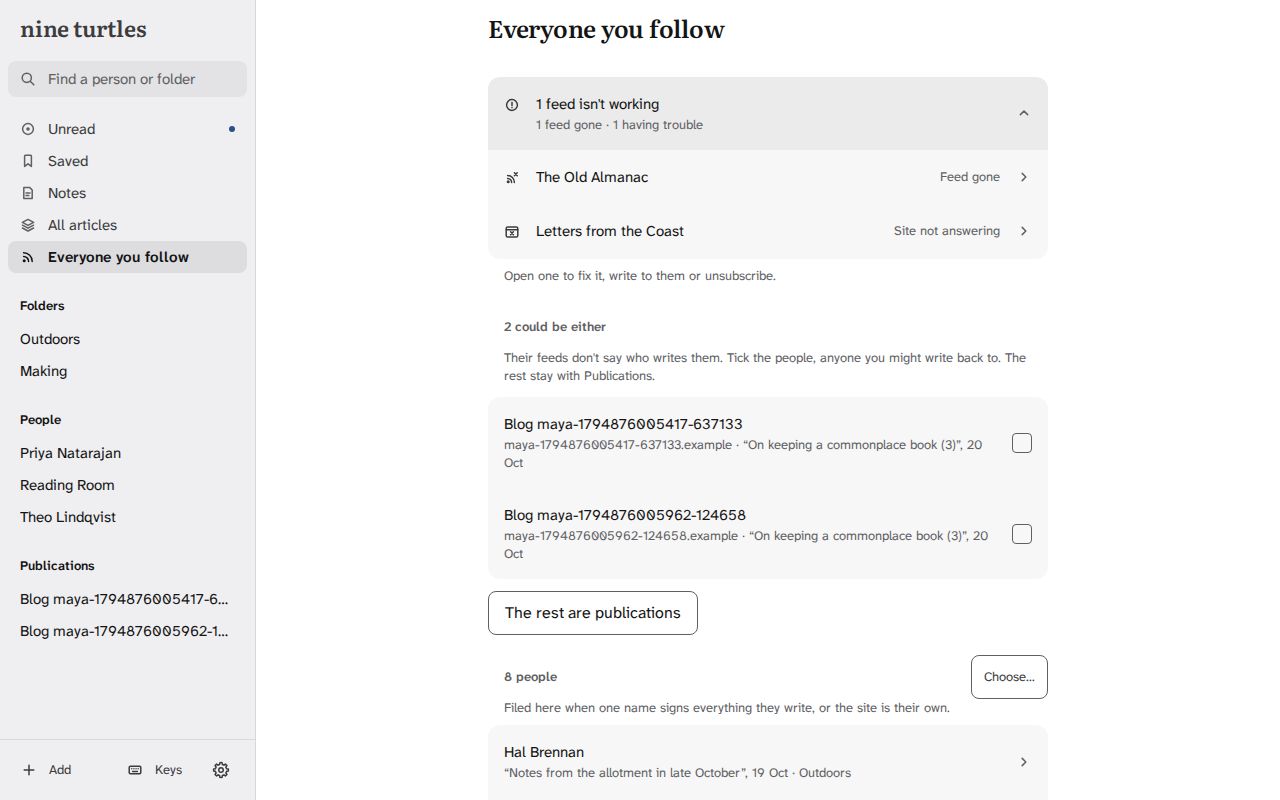 nine turtles
Find a person or folder
Unread
Saved
Notes
All articles
Everyone you follow
Folders
Outdoors
Making
People
Priya Natarajan
Reading Room
Theo Lindqvist
Publications
Blog maya-1794876005417-6...
Blog maya-1794876005962-1...
Add
Keys
Everyone you follow
1 feed isn't working
1 feed gone · 1 having trouble
The Old Almanac
Feed gone
Letters from the Coast
Site not answering
Open one to fix it, write to them or unsubscribe.
2 could be either
Their feeds don't say who writes them. Tick the people, anyone you might write back to. The
rest stay with Publications.
Blog maya-1794876005417-637133
maya-1794876005417-637133.example · “On keeping a commonplace book (3)”, 20
Oct
Blog maya-1794876005962-124658
maya-1794876005962-124658.example · “On keeping a commonplace book (3)”, 20
Oct
The rest are publications
8 people
Choose...
Filed here when one name signs everything they write, or the site is their own.
Hal Brennan
“Notes from the allotment in late October”, 19 Oct · Outdoors